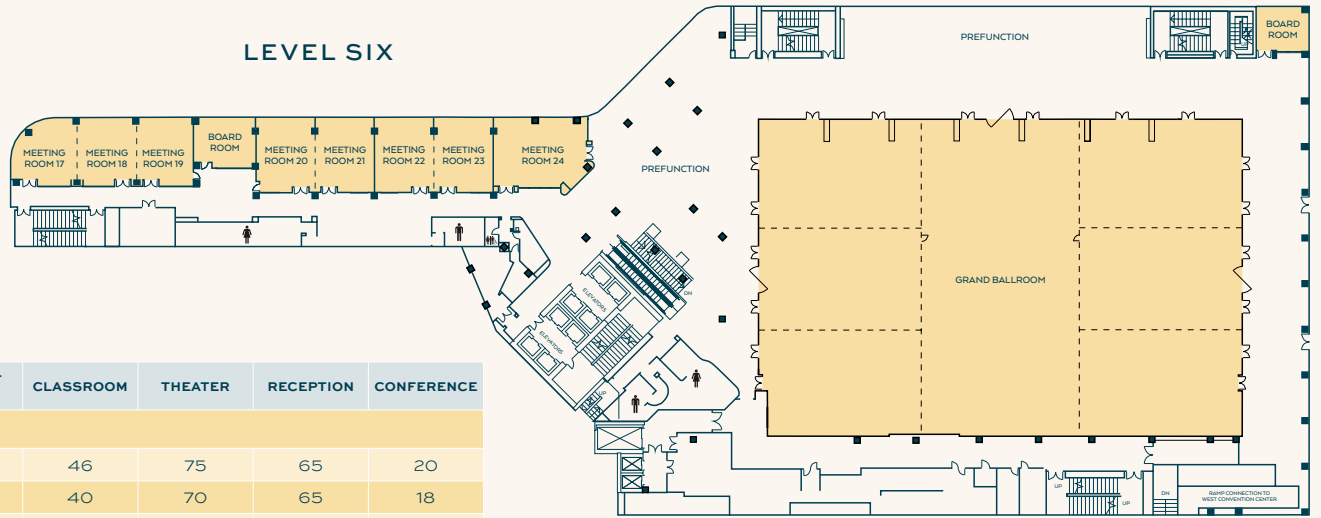 LEVEL SIX
PREFUNCTION
BOARD
ROOM
MEETING
ROOM 17
MEETING
ROOM 18
MEETING
ROOM 19
BOARD
ROOM
MEETING
ROOM 20
MEETING
ROOM 21
MEETING
ROOM 22
MEETING
ROOM 23
MEETING
ROOM 24
PREFUNCTION
GRAND BALLROOM
ELEVATORS
ELEVATORS
DN
UP
UP
UP
DN
RAMP CONNECTION TO
WEST CONVENTION CENTER
CLASSROOM THEATER RECEPTION CONFERENCE
46 75 65 20
40 70 65 18